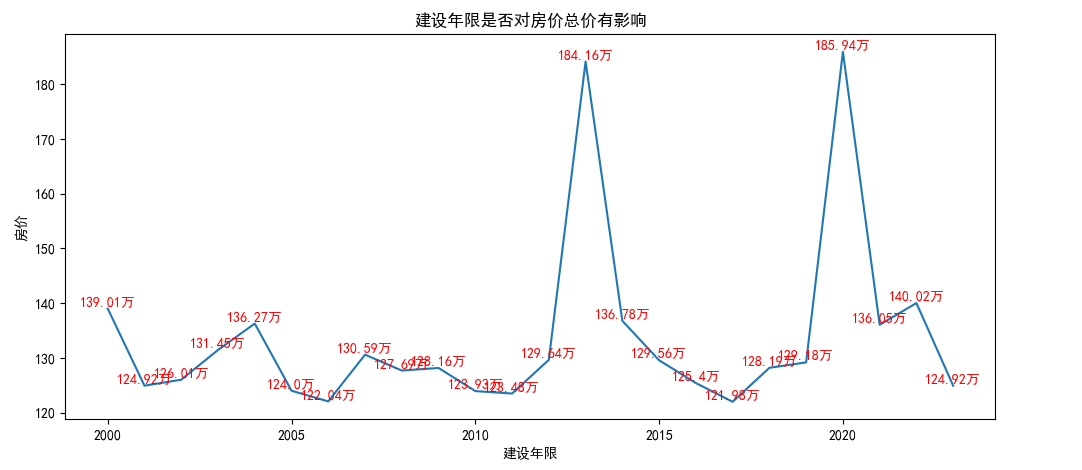 建设年限是否对房价总价有影响
185.94万
184.16万
180
170
160
房价
150
140
139.01万
140.02万
136.27万
136.78万
136.05万
131.45万
130.59万
130
129.64万
129.56万
129.18万
127.69万
128.16万
128.19万
124.92万
126.01万
125.4万
124.92万
124.0万
123.93万
123.48万
122.04万
121.98万
120
2000
2005
2010
2015
2020
建设年限